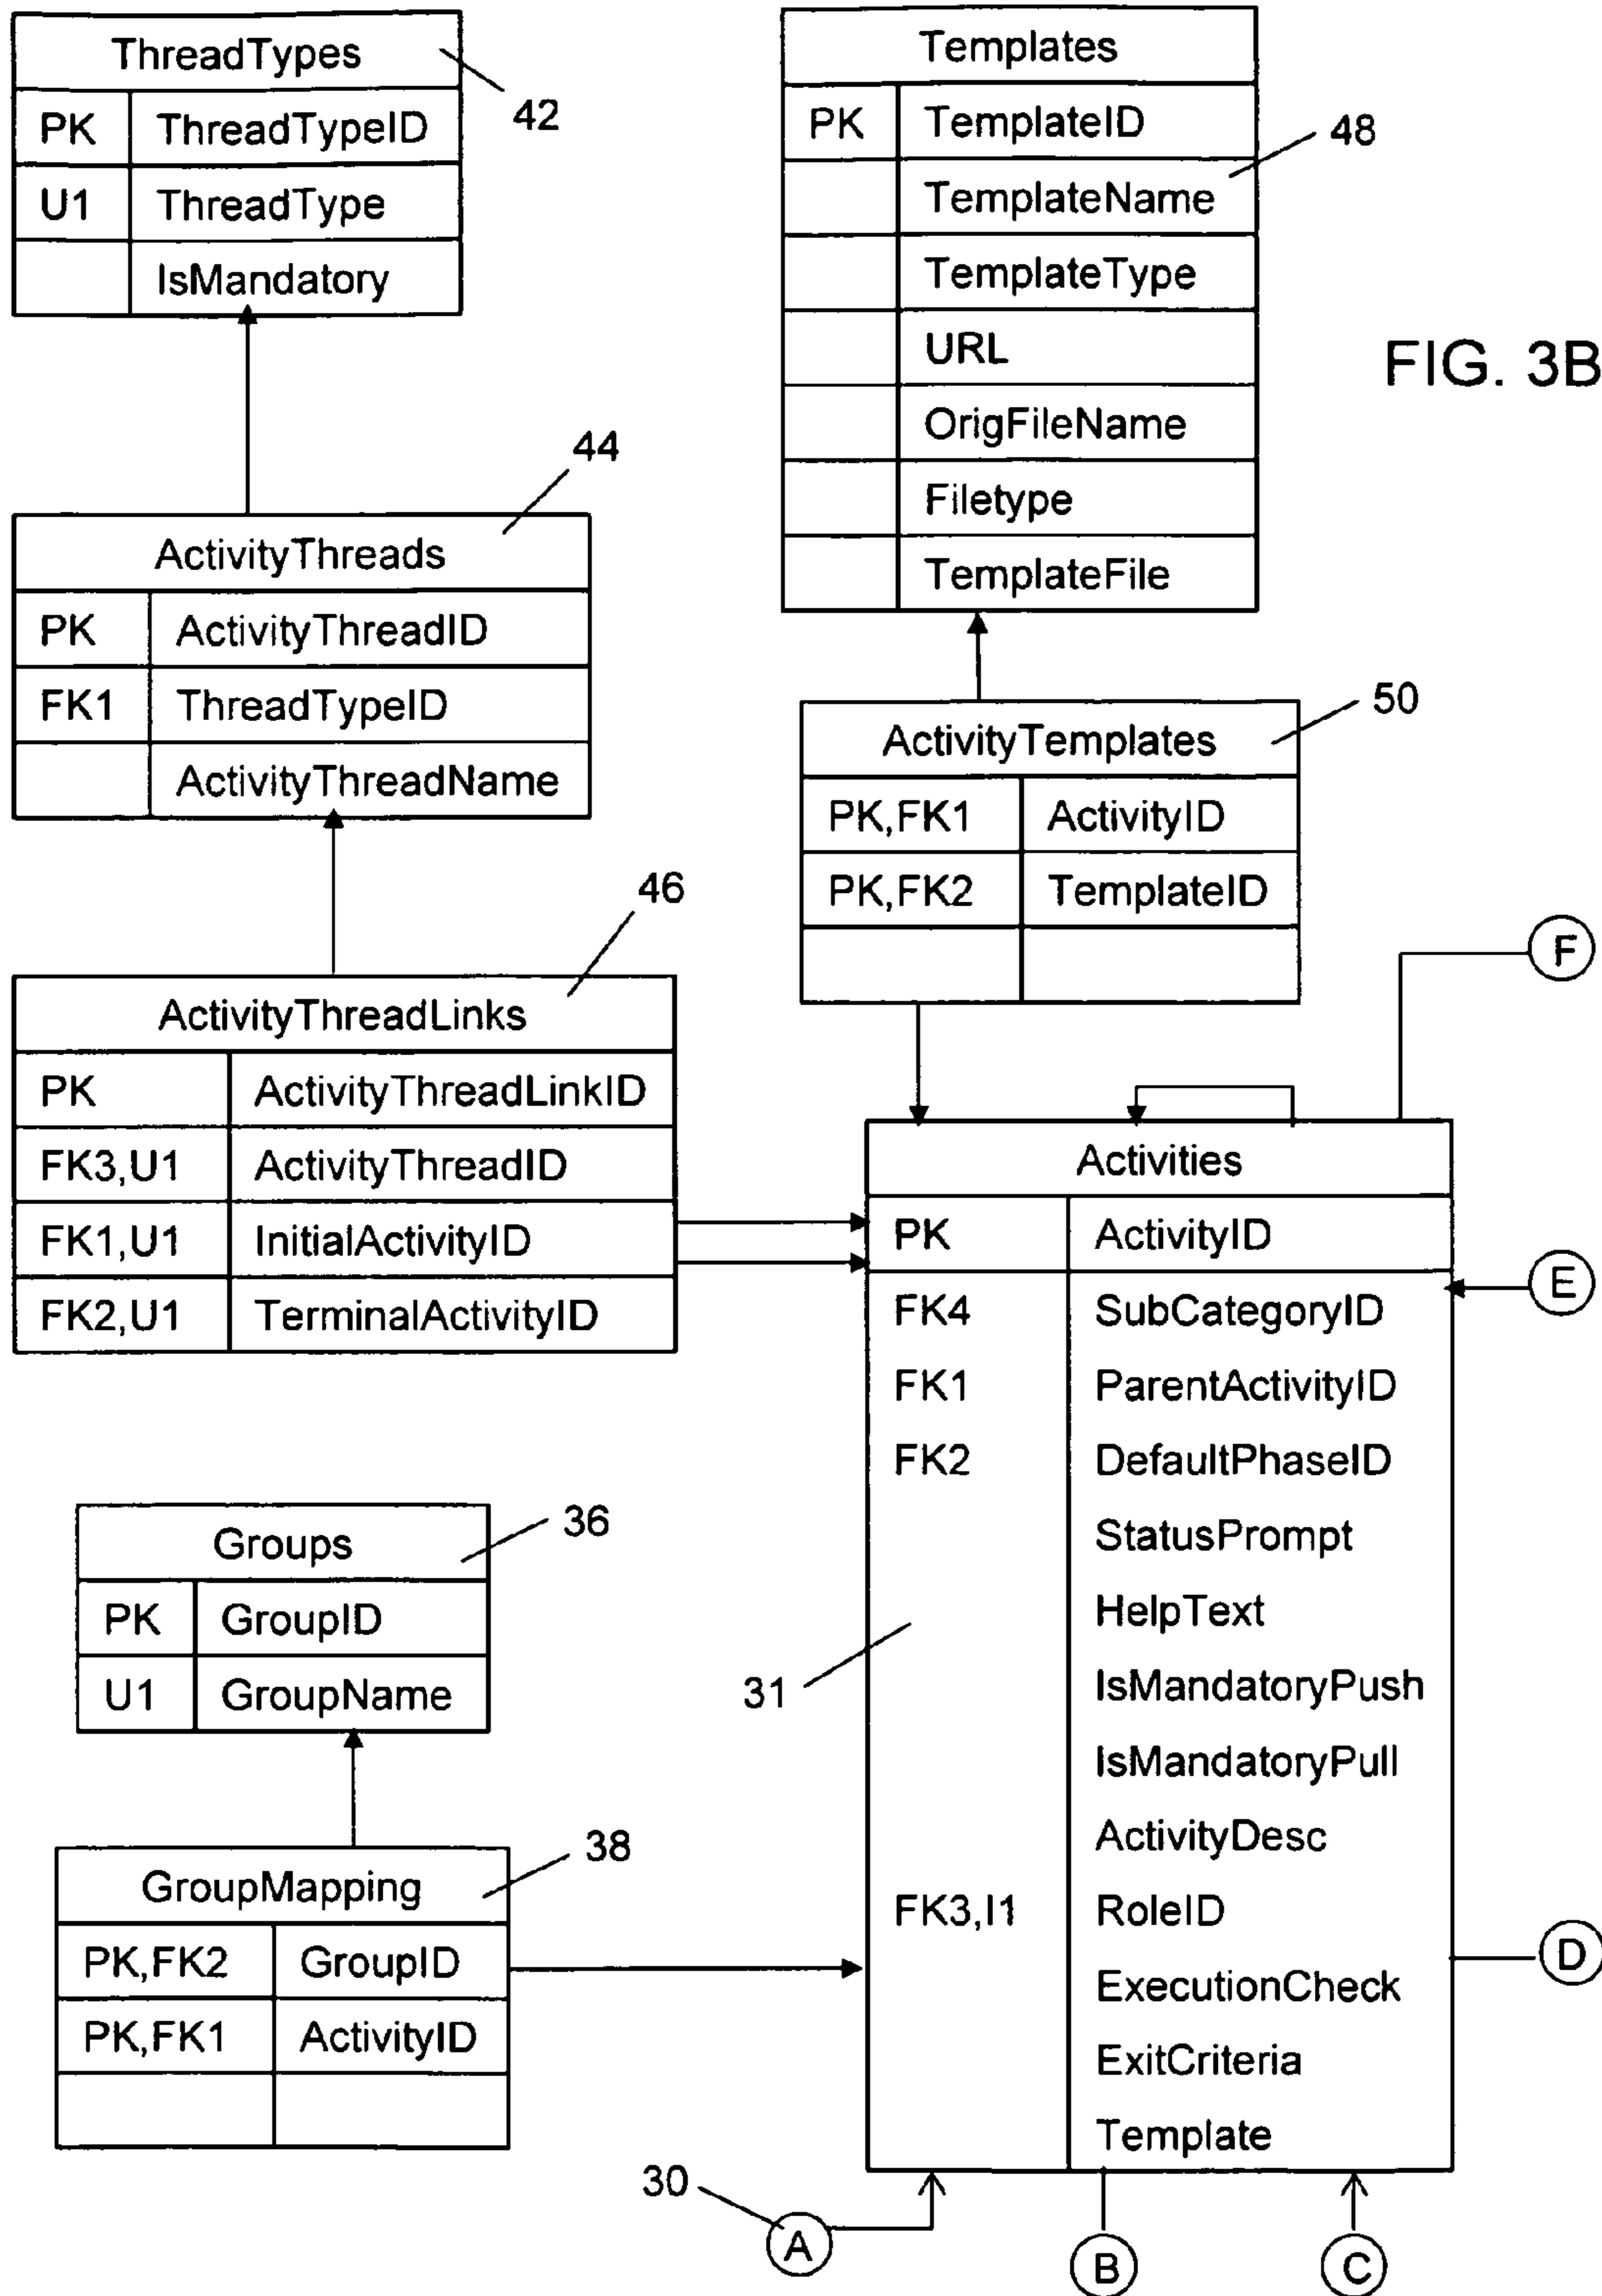 ThreadTypes
42
PK ThreadTypeID
U1 ThreadType
IsMandatory
Templates
PK TemplateID
48
TemplateName
TemplateType
URL
OrigFileName
Filetype
TemplateFile
FIG. 3B
44
ActivityThreads
PK ActivityThreadID
FK1 ThreadTypeID
ActivityThreadName
50
ActivityTemplates
PK,FK1 ActivityID
PK,FK2 TemplateID
46
ActivityThreadLinks
PK ActivityThreadLinkID
FK3,U1 ActivityThreadID
FK1,U1 InitialActivityID
FK2,U1 TerminalActivityID
F
Activities
PK ActivityID
E
FK4 SubCategoryID
FK1 ParentActivityID
FK2 DefaultPhaseID
StatusPrompt
HelpText
31
IsMandatoryPush
IsMandatoryPull
ActivityDesc
FK3,I1 RoleID
D
ExecutionCheck
ExitCriteria
Template
Groups
36
PK GroupID
U1 GroupName
38
GroupMapping
PK,FK2 GroupID
PK,FK1 ActivityID
30
A
B
C